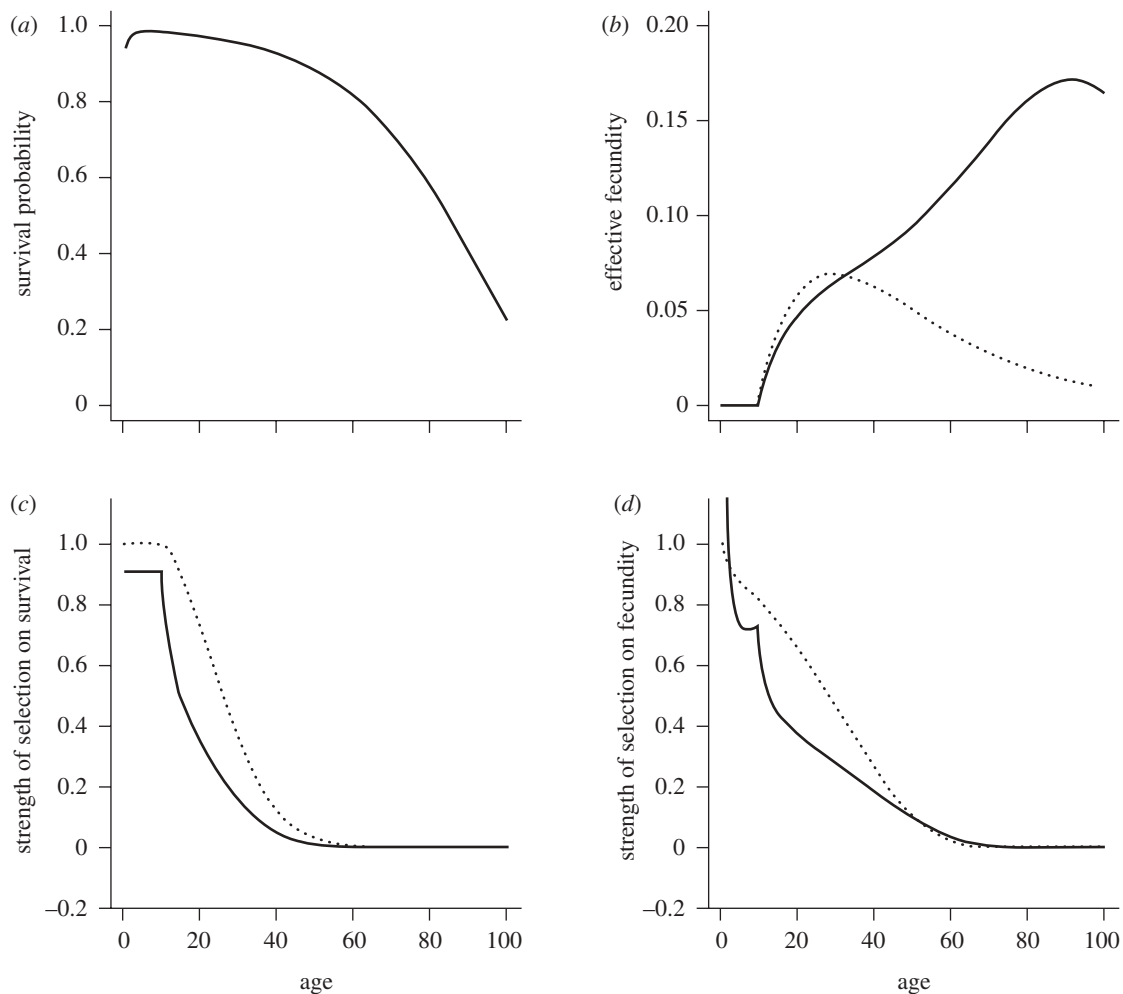 (a)
1.0
0.8
0.6
0.4
0.2
0
survival probability
(b)
0.20
0.15
0.10
0.05
0
effective fecundity
(c)
1.0
0.8
0.6
0.4
0.2
0
–0.2
strength of selection on survival
0 20 40 60 80 100
age
(d)
1.0
0.8
0.6
0.4
0.2
0
–0.2
strength of selection on fecundity
0 20 40 60 80 100
age